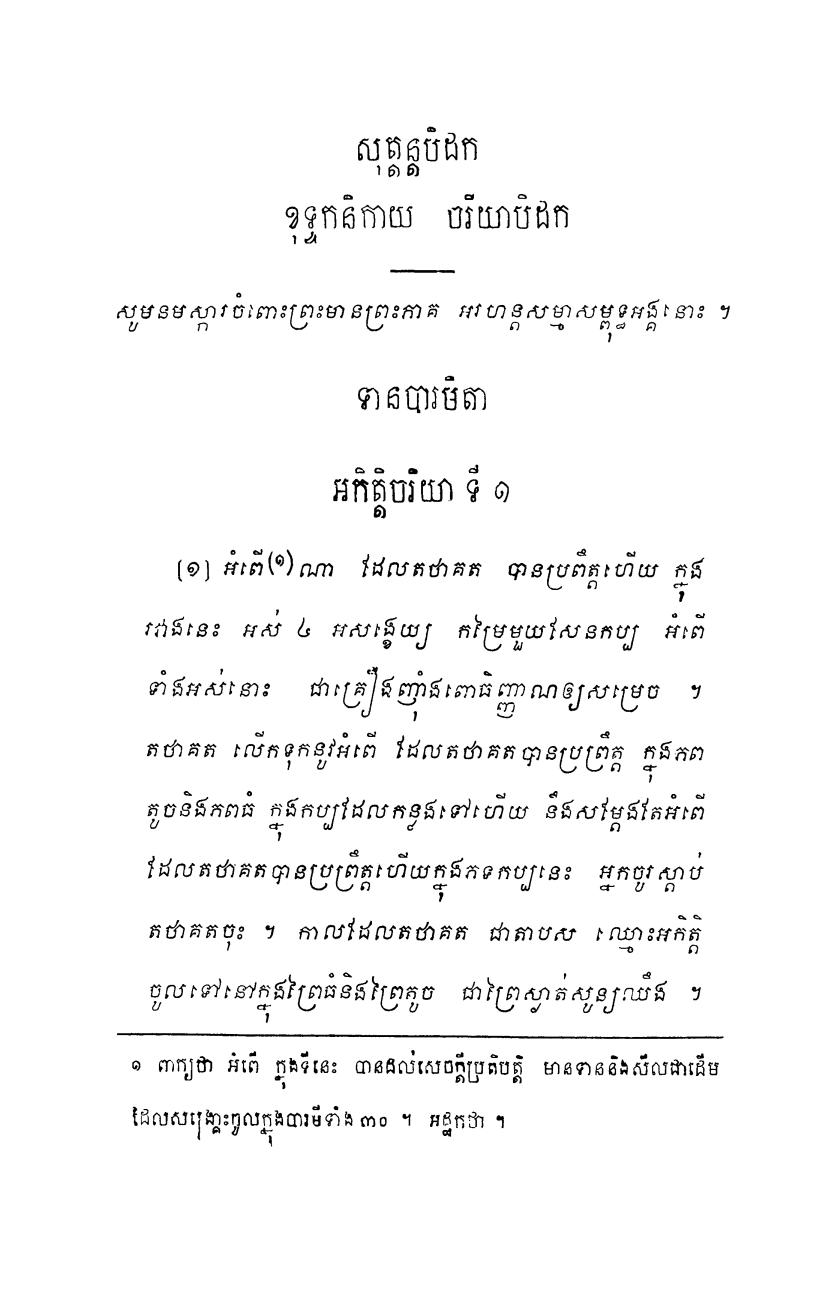 សុត្តន្តបិដក
ខុទ្ទកនិកាយ ចរិយាបិដក
សូមនមស្ការចំពោះព្រះមានព្រះភាគ អរហន្តសម្មាសម្ពុទ្ធអង្គនោះ ។
ទានបារមិតា
អកិត្តិចរិយា ទី ១
[១] អំពើ(១)ណា ដែលតថាគត បានប្រព្រឹត្តហើយ ក្នុង
រវាងនេះ អស់ ៤ អសង្ខេយ្យ កម្រៃមួយសែនកប្ប អំពើ
ទាំងអស់នោះ ជាគ្រឿងញុំាងពោធិញ្ញាណឲ្យសម្រេច ។
តថាគត លើកទុកនូវអំពើ ដែលតថាគតបានប្រព្រឹត្ត ក្នុងភព
តូចនិងភពធំ ក្នុងកប្បដែលកន្លងទៅហើយ នឹងសម្ដែងតែអំពើ
ដែលតថាគតបានប្រព្រឹត្តហើយក្នុងភទកប្បនេះ អ្នកចូរស្ដាប់
តថាគតចុះ ។ កាលដែលតថាគត ជាតាបស ឈ្មោះអកិត្តិ
ចូលទៅនៅក្នុងព្រៃធំនិងព្រៃតូច ជាព្រៃស្ងាត់សូន្យឈឹង ។
១ ពាក្យថា អំពើ ក្នុងទីនេះ បានដល់សេចក្ដីប្រតិបត្តិ មានទាននិងសីលជាដើម
ដែលសង្គ្រោះចូលក្នុងបារមីទាំង ៣០ ។ អដ្ឋកថា ។